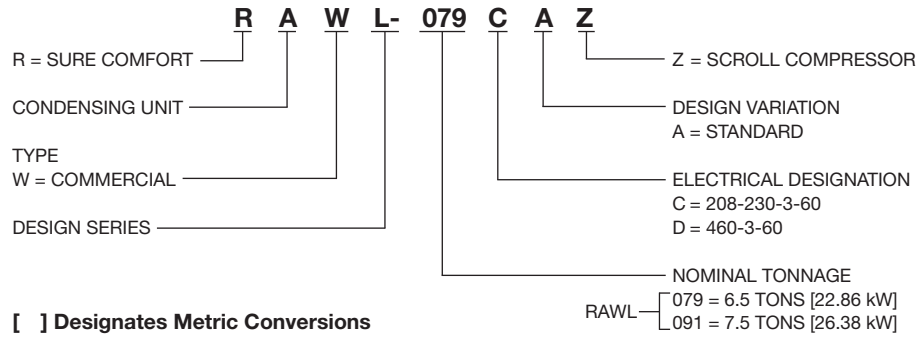 R A W L- 079 C A Z
R = SURE COMFORT
Z = SCROLL COMPRESSOR
CONDENSING UNIT
DESIGN VARIATION
A = STANDARD
TYPE
W = COMMERCIAL
ELECTRICAL DESIGNATION
C = 208-230-3-60
D = 460-3-60
DESIGN SERIES
NOMINAL TONNAGE
RAWL
079 = 6.5 TONS [22.86 kW]
091 = 7.5 TONS [26.38 kW]
[ ] Designates Metric Conversions